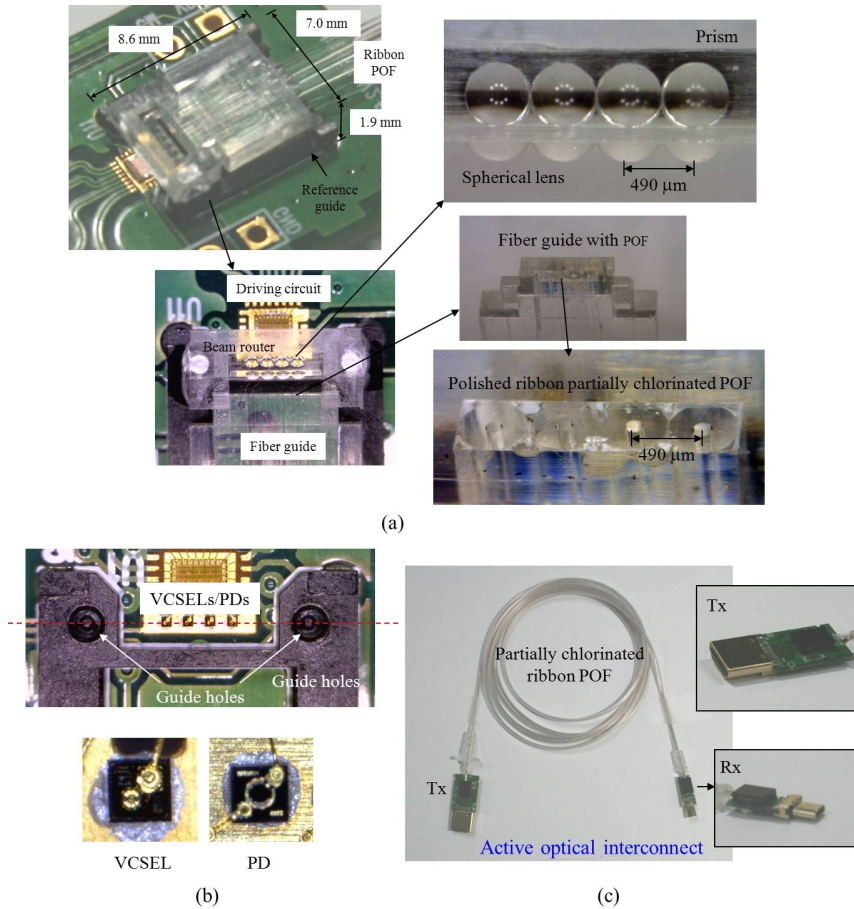 8.6 mm
7.0 mm
Ribbon
POF
1.9 mm
Reference
guide
Prism
Spherical lens
490 µm
Driving circuit
Beam router
Fiber guide
Fiber guide with POF
Polished ribbon partially chlorinated POF
490 µm
(a)
VCSELs/PDs
Guide holes
Guide holes
VCSEL
PD
(b)
Partially chlorinated
ribbon POF
Tx
Tx
Rx
Active optical interconnect
(c)